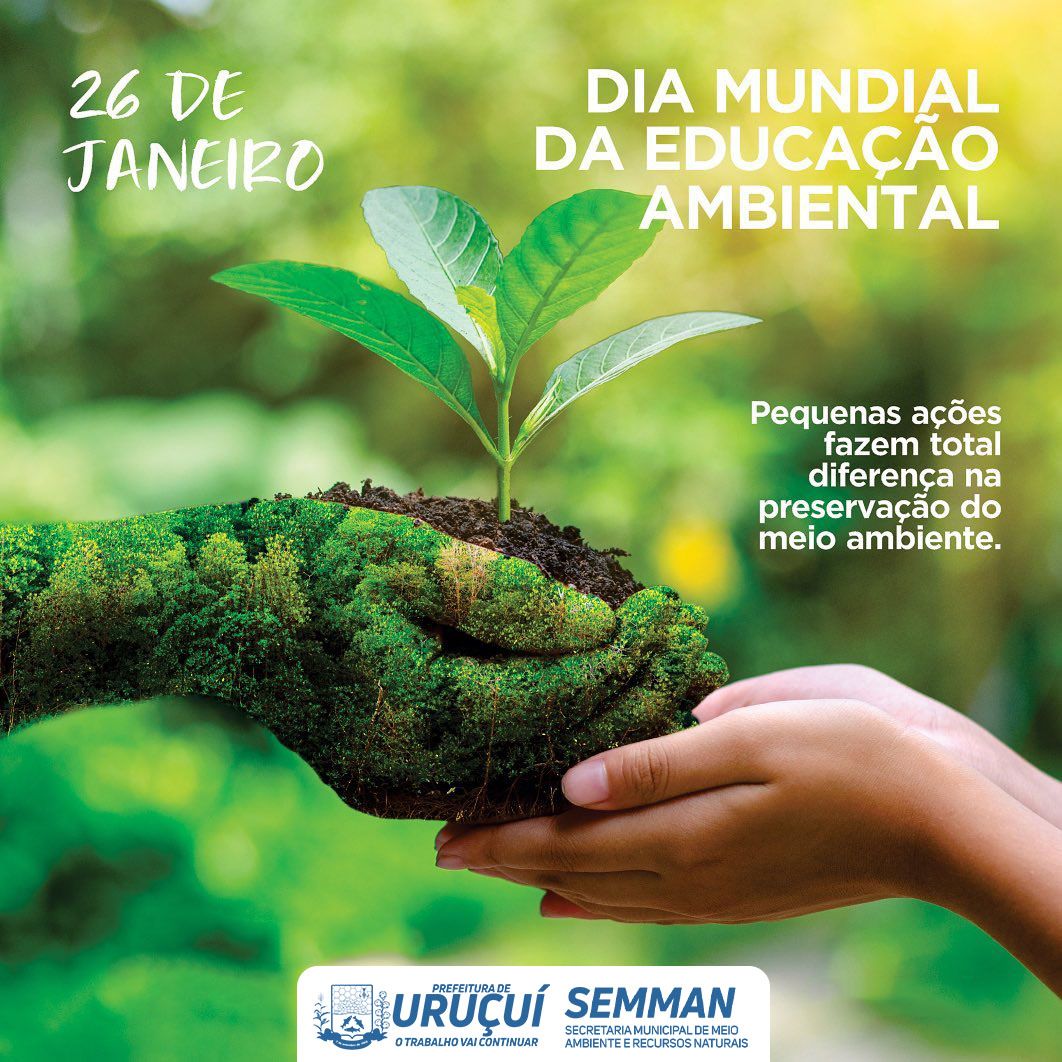 26 DE
JANEIRO
DIA MUNDIAL
DA EDUCAÇÃO
AMBIENTAL
Pequenas ações
fazem total
diferença na
preservação do
meio ambiente.
PREFEITURA DE
URUÇUÍ
O TRABALHO VAI CONTINUAR
SEMMAN
SECRETARIA MUNICIPAL DE MEIO
AMBIENTE E RECURSOS NATURAIS